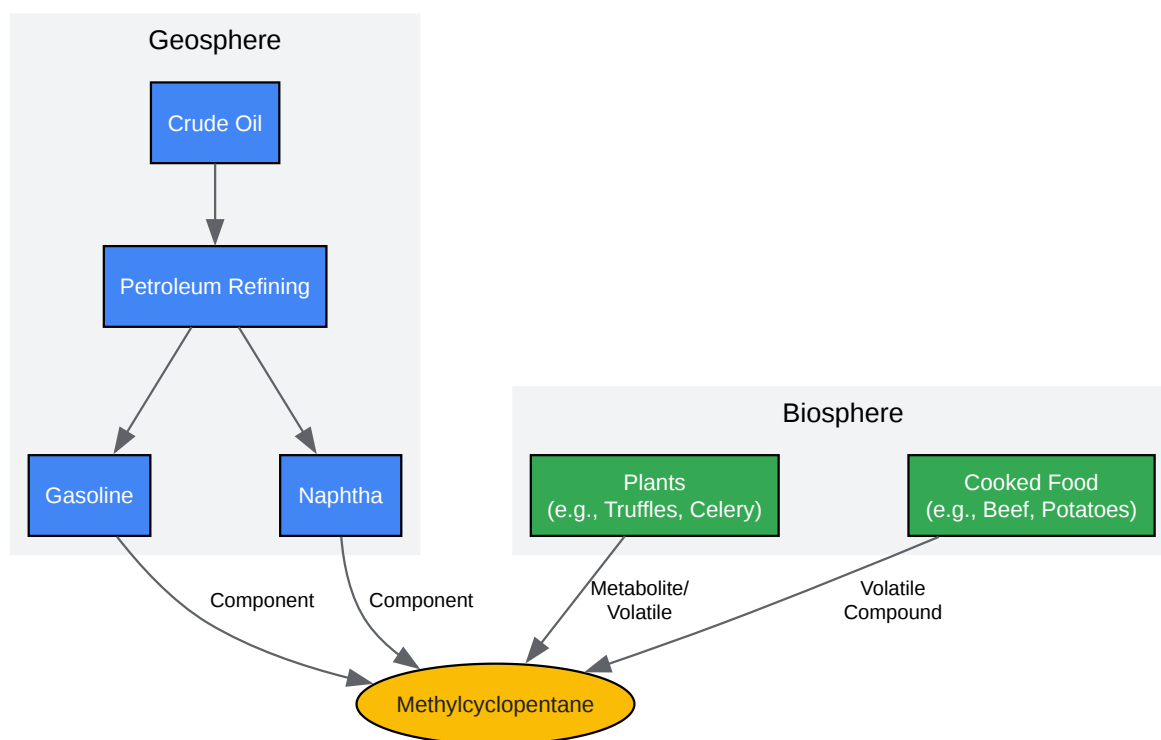 Geosphere
Crude Oil
Petroleum Refining
Biosphere
Gasoline
Naphtha
Plants
(e.g., Truffles, Celery)
Cooked Food
(e.g., Beef, Potatoes)
Component
Component
Metabolite/
Volatile
Volatile
Compound
Methylcyclopentane